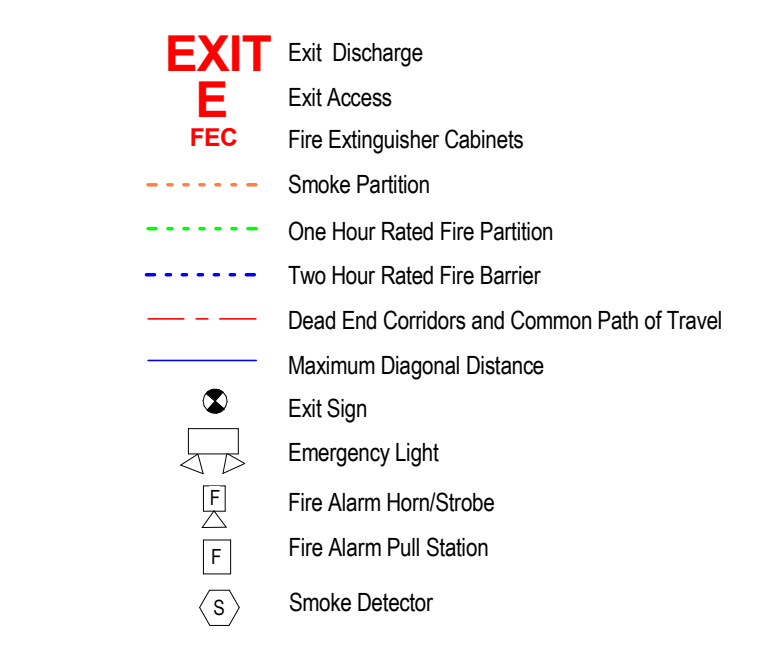 EXIT Exit Discharge
E Exit Access
FEC Fire Extinguisher Cabinets
Smoke Partition
One Hour Rated Fire Partition
Two Hour Rated Fire Barrier
Dead End Corridors and Common Path of Travel
Maximum Diagonal Distance
Exit Sign
Emergency Light
F Fire Alarm Horn/Strobe
F Fire Alarm Pull Station
S Smoke Detector